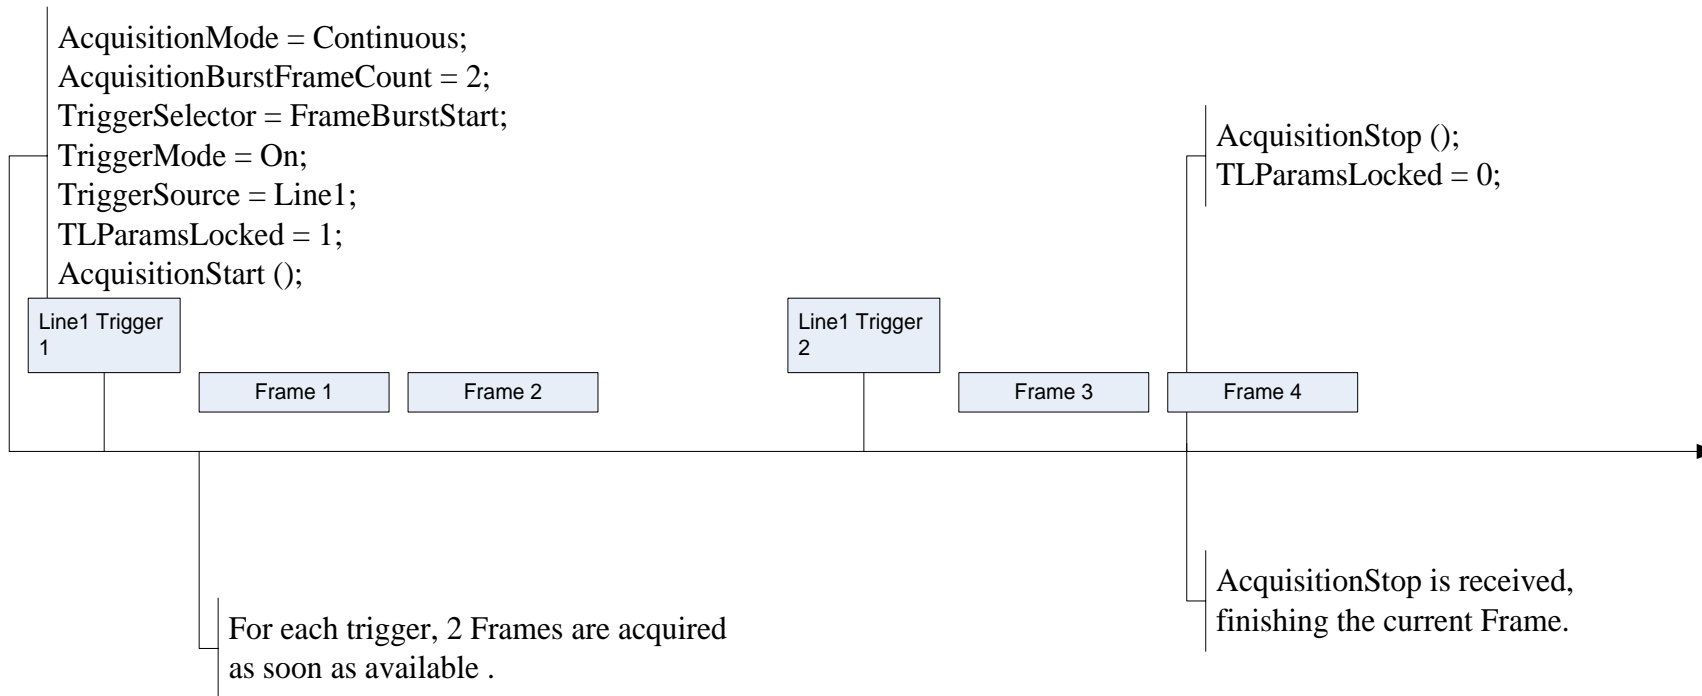 AcquisitionMode = Continuous;
AcquisitionBurstFrameCount = 2;
TriggerSelector = FrameBurstStart;
TriggerMode = On;
TriggerSource = Line1;
TLParamsLocked = 1;
AcquisitionStart ();
AcquisitionStop ();
TLParamsLocked = 0;
Line1 Trigger
1
Line1 Trigger
2
Frame 1
Frame 2
Frame 3
Frame 4
For each trigger, 2 Frames are acquired
as soon as available .
AcquisitionStop is received,
finishing the current Frame.